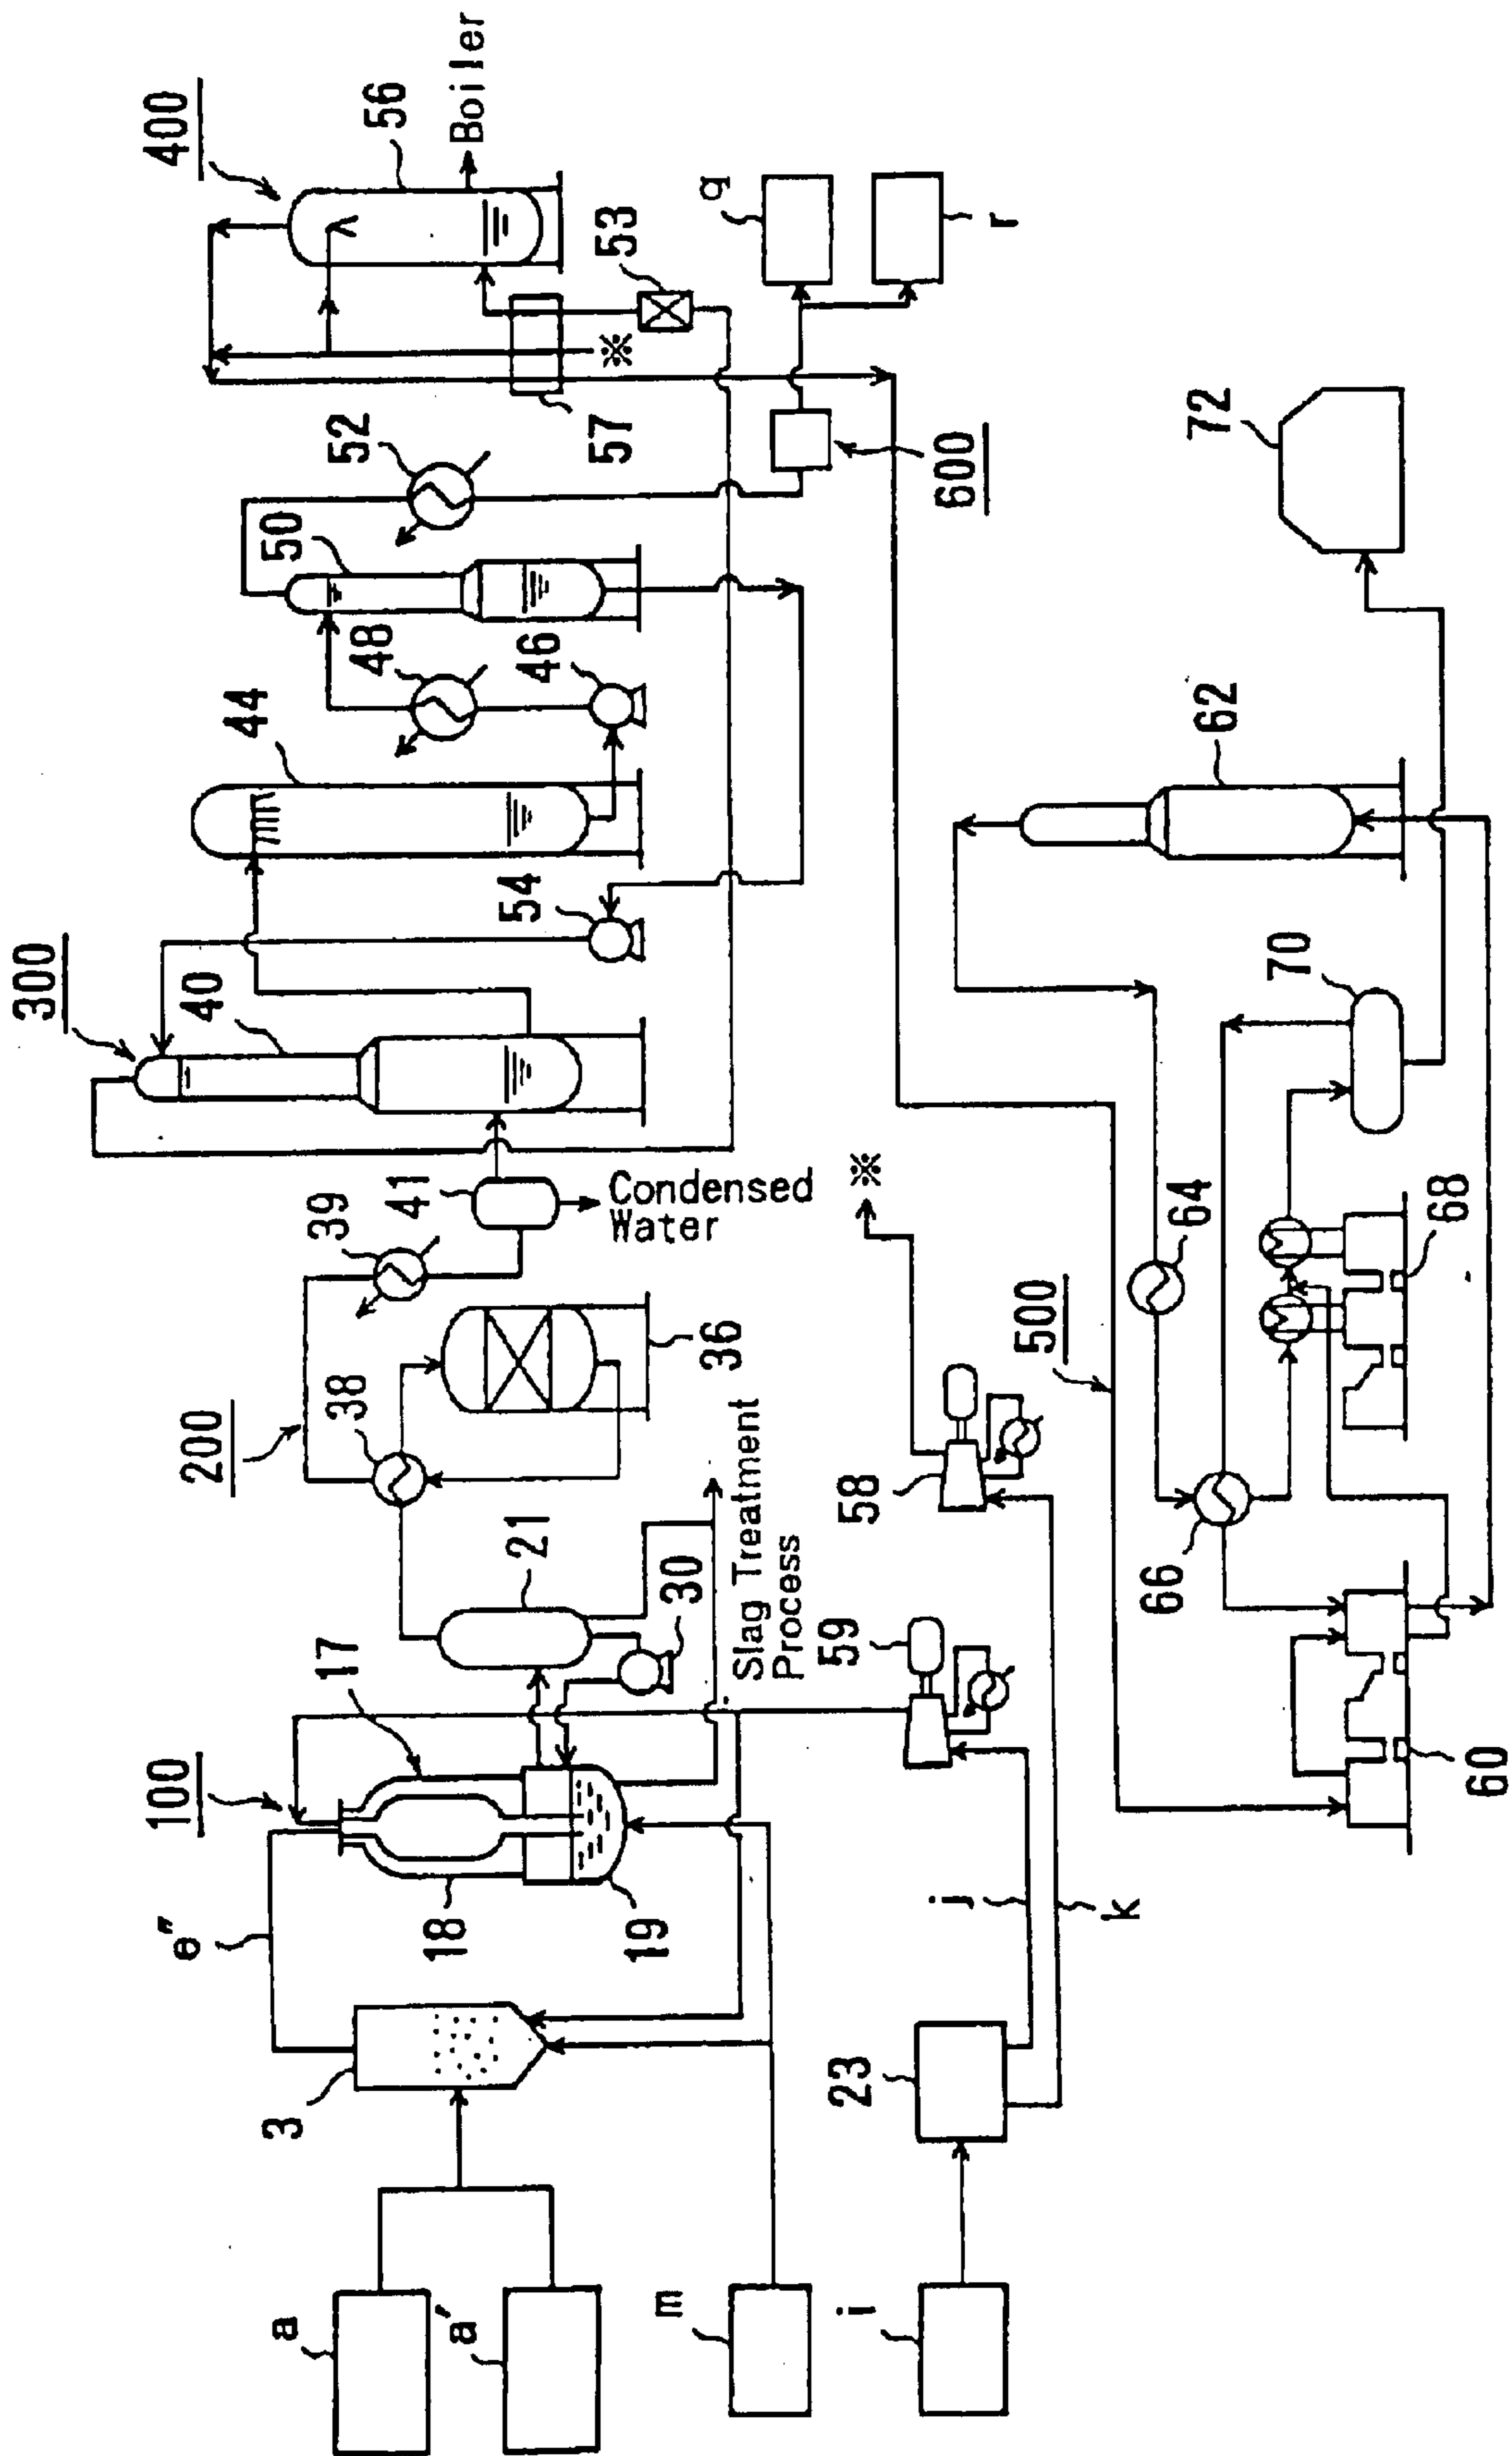 300
100
200
40
400
e″
44
a
3
50
39
38
52
48
56
17
41
18
a′
21
Boiler
54
46
57
※
53
19
Condensed
Water
m
30
36
q
Slag Treatment
Process
59
i
23
58
※
600
j
r
500
k
66
64
62
72
70
68
60